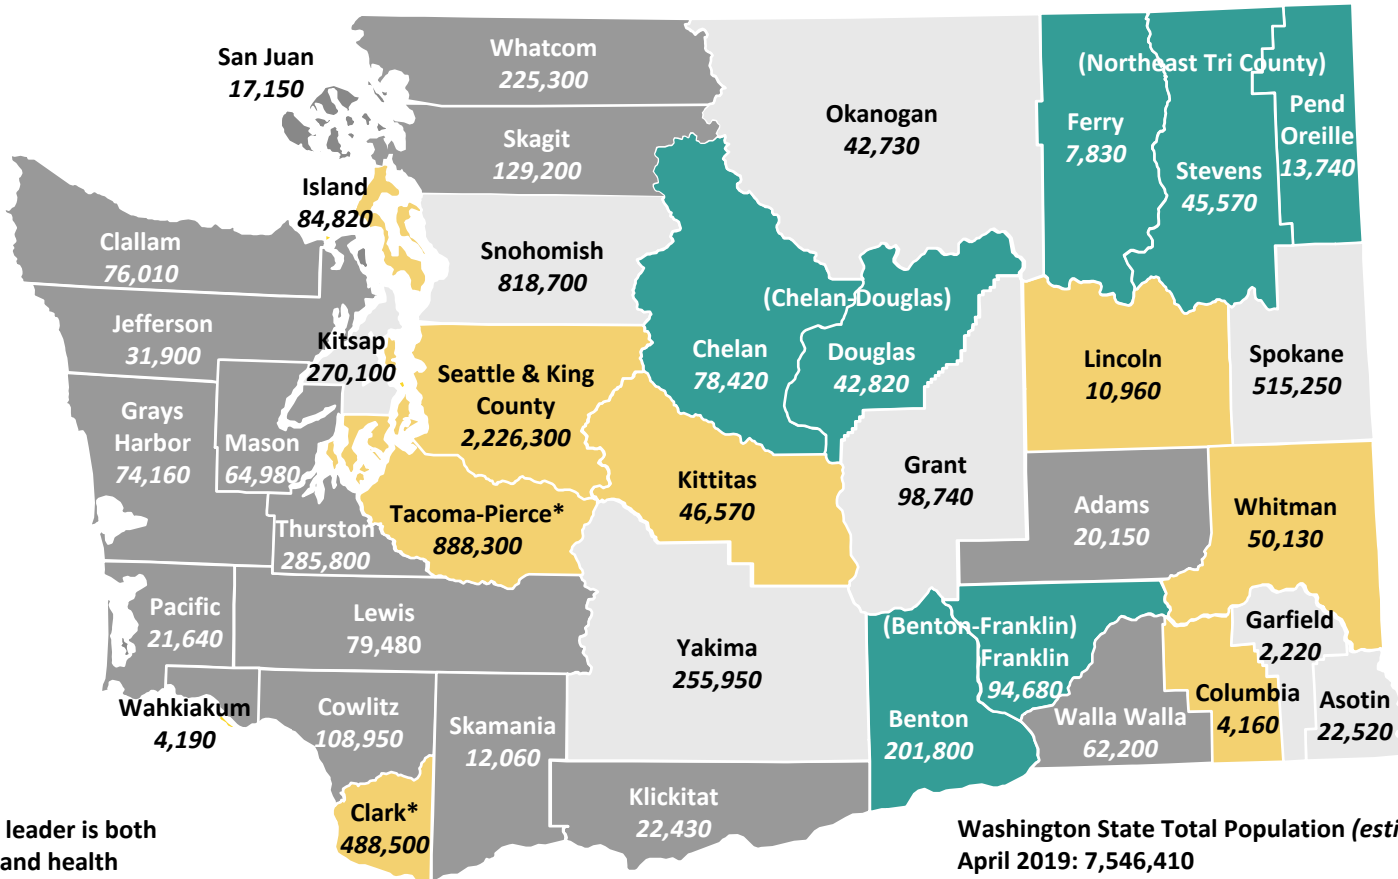 San Juan
17,150
Whatcom
225,300
Skagit
129,200
Okanogan
42,730
(Northeast Tri County)
Ferry
7,830
Stevens
45,570
Pend
Oreille
13,740
Island
84,820
Clallam
76,010
Snohomish
818,700
Jefferson
31,900
Kitsap
270,100
(Chelan-Douglas)
Chelan
78,420
Douglas
42,820
Seattle & King
County
2,226,300
Lincoln
10,960
Spokane
515,250
Grays
Harbor
74,160
Mason
64,980
Kittitas
46,570
Grant
98,740
Thurston
285,800
Tacoma-Pierce*
888,300
Adams
20,150
Whitman
50,130
Pacific
21,640
Lewis
79,480
Yakima
255,950
(Benton-Franklin)
Franklin
94,680
Benton
201,800
Garfield
2,220
Wahkiakum
4,190
Cowlitz
108,950
Skamania
12,060
Walla Walla
62,200
Columbia
4,160
Asotin
22,520
Clark*
488,500
Klickitat
22,430
leader is both
and health
Washington State Total Population (esti
April 2019: 7,546,410